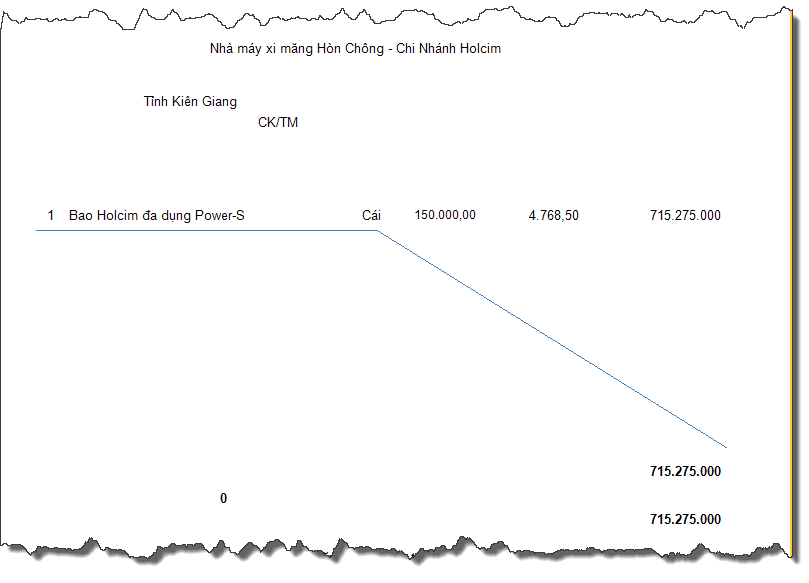 Nhà máy xi măng Hòn Chông - Chi Nhánh Holcim
Tỉnh Kiên Giang
CK/TM
1 Bao Holcim đa dụng Power-S Cái 150.000,00 4.768,50 715.275.000
715.275.000
0
715.275.000